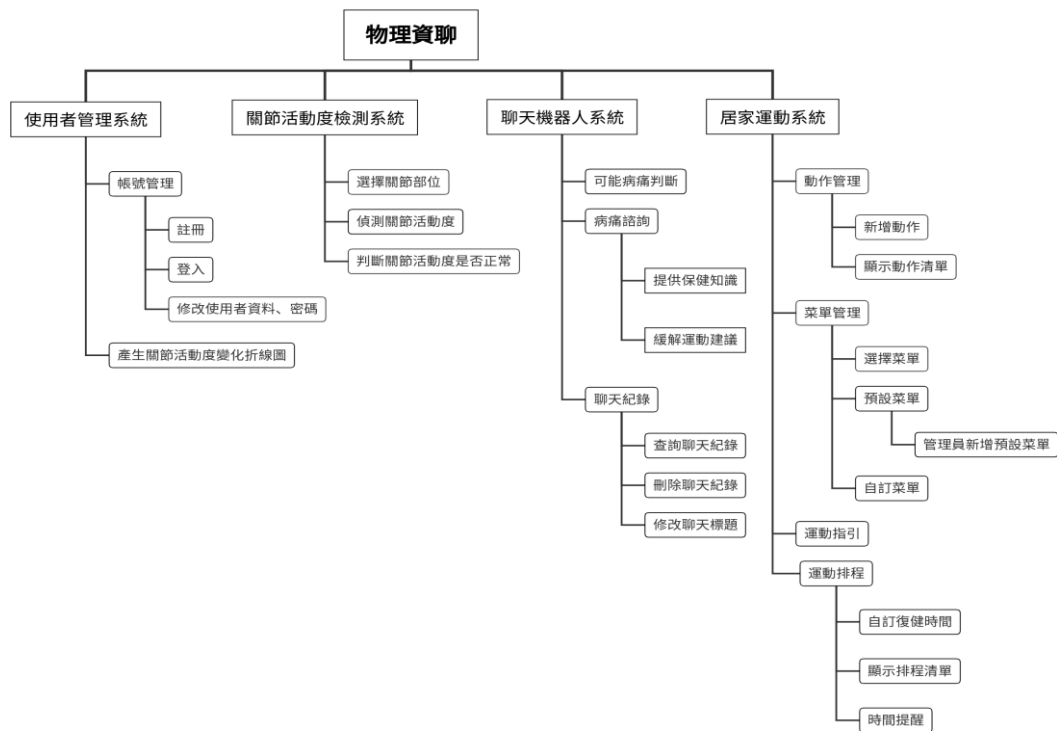 物理資聊
使用者管理系統
帳號管理
註冊
登入
修改使用者資料、密碼
產生關節活動度變化折線圖
關節活動度檢測系統
選擇關節部位
偵測關節活動度
判斷關節活動度是否正常
聊天機器人系統
可能病痛判斷
病痛諮詢
提供保健知識
緩解運動建議
聊天紀錄
查詢聊天紀錄
刪除聊天紀錄
修改聊天標題
居家運動系統
動作管理
新增動作
顯示動作清單
菜單管理
選擇菜單
預設菜單
管理員新增預設菜單
自訂菜單
運動指引
運動排程
自訂復健時間
顯示排程清單
時間提醒